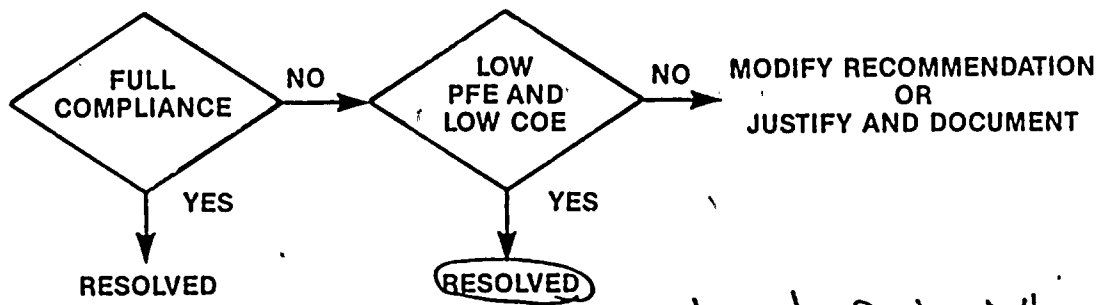 FULL
COMPLIANCE
NO
LOW
PFE AND
LOW COE
NO
MODIFY RECOMMENDATION
OR
JUSTIFY AND DOCUMENT
YES
YES
RESOLVED
RESOLVED